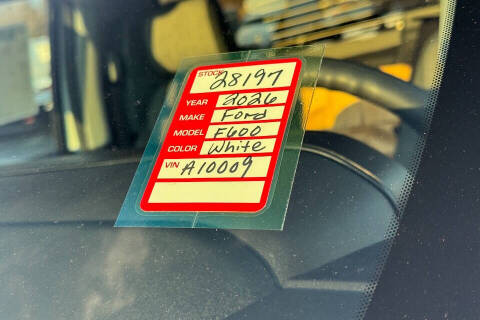 STOCK 28197
YEAR 2026
MAKE Ford
MODEL F600
COLOR White
VIN A10009